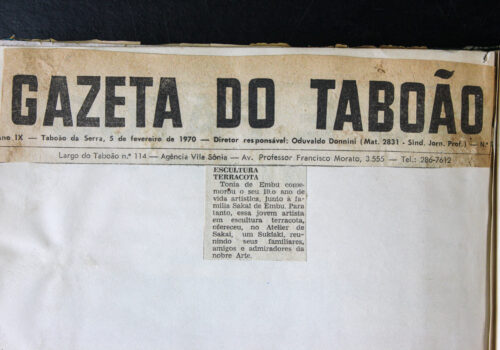 GAZETA DO TABOÃO
Ano IX — Taboão da Serra, 5 de fevereiro de 1970 — Diretor responsável: Oduvaldo Donnini (Mat. 2831 - Sind. Jorn. Prof.) —
Largo do Taboão n.º 114 — Agência Vila Sônia — Av. Professor Francisco Morato, 3.555 — Tel.: 286-7612
ESCULTURA
TERRACOTA
Tonia de Embu come-
morou o seu ano de
vida artística, junto à fa-
mília Sakai de Embu. Para
tanto, essa jovem artista
em escultura terracota,
ofereceu, no Atelier de
Sakai, um Sukiaki, reu-
nindo seus familiares,
amigos e admiradores da
nobre Arte.